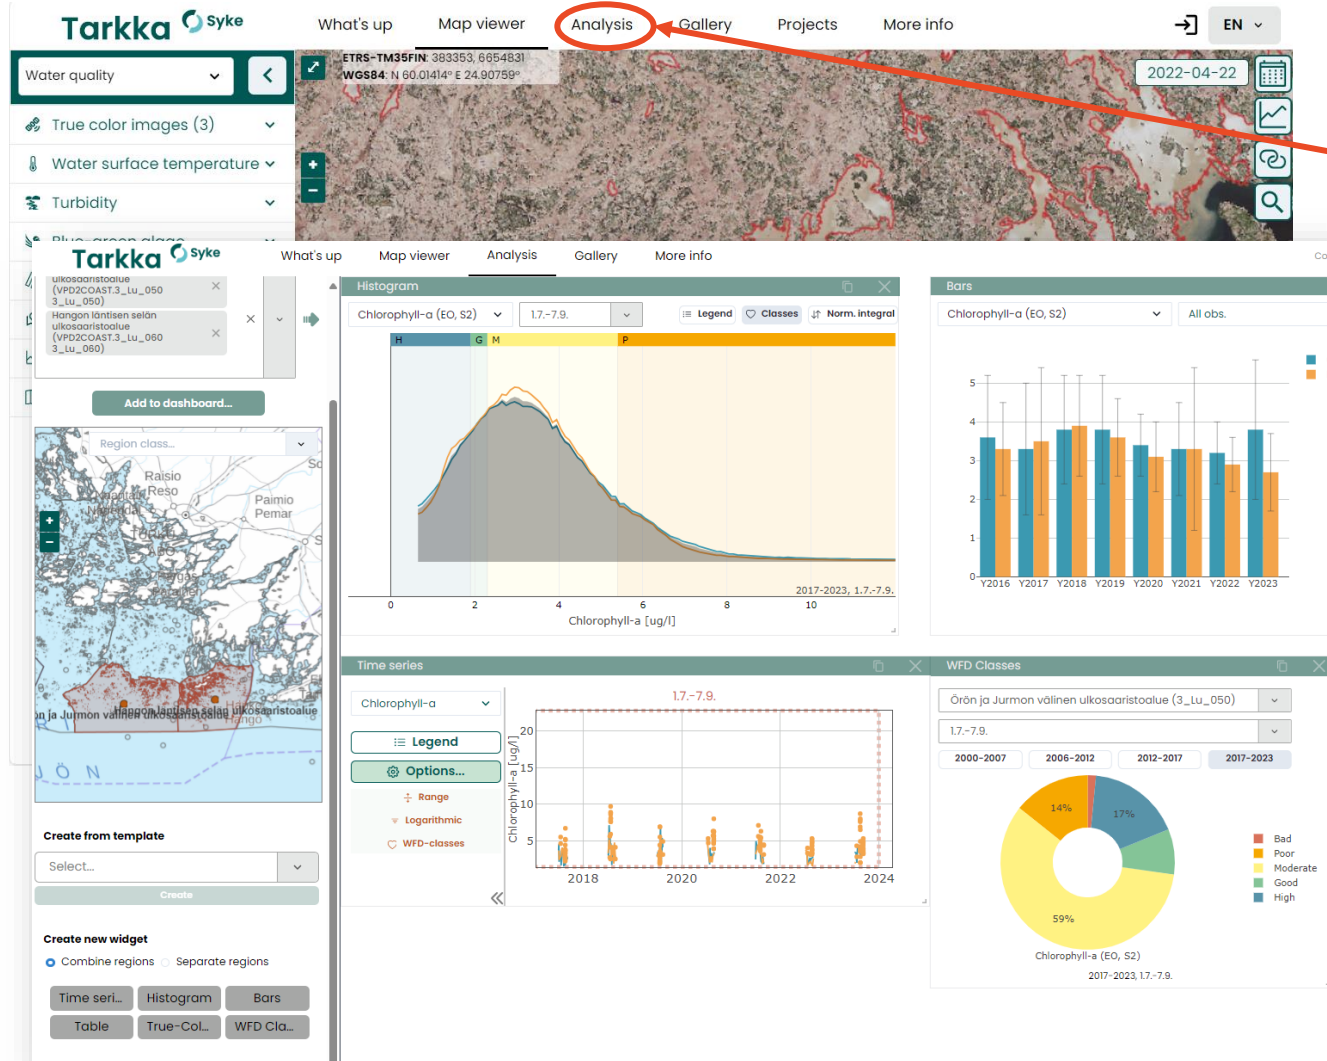 Tarkka Syke
What's up
Map viewer
Analysis
Gallery
Projects
More info
EN
Water quality
ETRS-TM35FIN: 383353, 6654831
WGS84: N 60.01414° E 24.90759°
2022-04-22
True color images (3)
Water surface temperature
Turbidity
Blue-green algae
Tarkka Syke
What's up
Map viewer
Analysis
Gallery
More info
Co
ulkosaaristoalue
(VPD2COAST.3_Lu_050
3_Lu_050)
Hangon läntisen selän
ulkosaaristoalue
(VPD2COAST.3_Lu_060
3_Lu_060)
Add to dashboard...
Region class...
Raisio
Reso
Paimio
Pemar
Create from template
Select...
Create
Create new widget
Combine regions
Separate regions
Time seri...
Histogram
Bars
Table
True-Col...
WFD Cla...
Histogram
Chlorophyll-a (EO, S2)
1.7.-7.9.
Legend
Classes
Norm. integral
H
G
M
P
2017-2023, 1.7.-7.9.
0 2 4 6 8 10
Chlorophyll-a [ug/l]
Bars
Chlorophyll-a (EO, S2)
All obs.
5
4
3
2
1
0
Y2016 Y2017 Y2018 Y2019 Y2020 Y2021 Y2022 Y2023
Time series
Chlorophyll-a
Legend
Options...
Range
Logarithmic
WFD-classes
1.7.-7.9.
Chlorophyll-a [ug/l]
20
15
10
5
2018 2020 2022 2024
WFD Classes
Örön ja Jurmon välinen ulkosaaristoalue (3_Lu_050)
1.7.-7.9.
2000-2007
2006-2012
2012-2017
2017-2023
14%
17%
59%
Bad
Poor
Moderate
Good
High
Chlorophyll-a (EO, S2)
2017-2023, 1.7.-7.9.